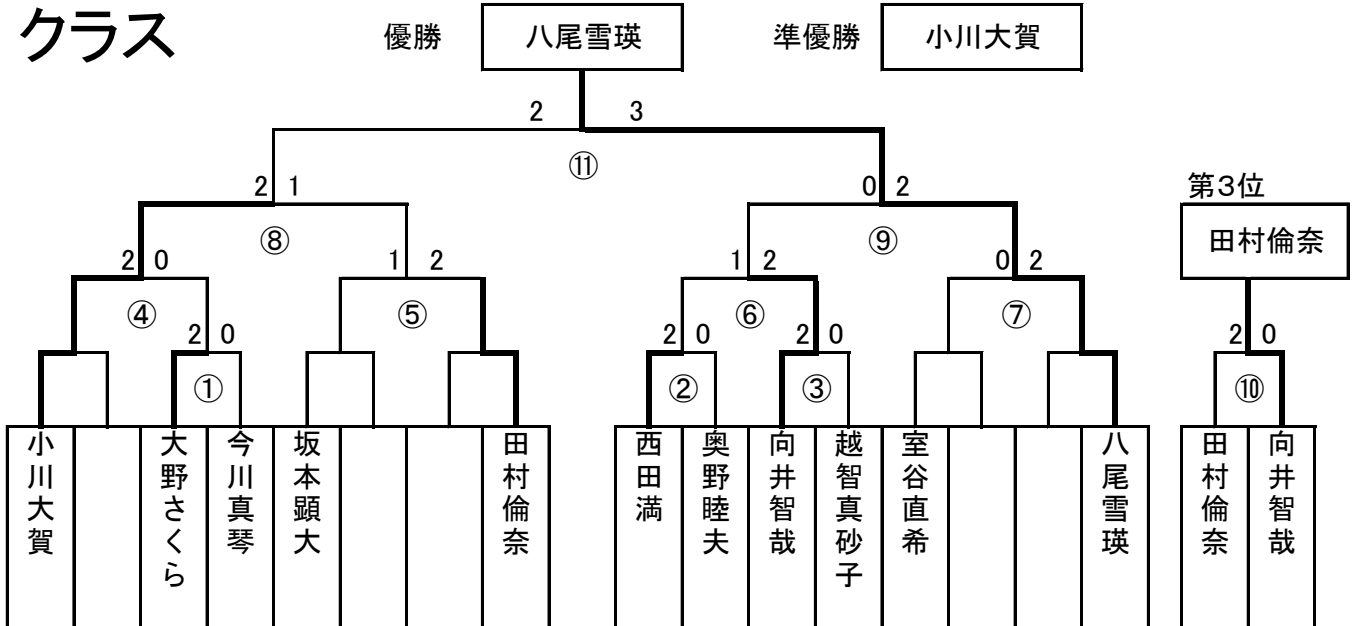 クラス
優勝 八尾雪瑛 準優勝 小川大賀
2 3
⑪
2 1 0 2 第3位
⑧ ⑨ 田村倫奈
2 0 1 2 1 2 0 2
④ ⑤ ⑥ ⑦
2 0 2 0 2 0 2 0
① ② ③ ⑩
小川大賀
大野さくら
今川真琴
坂本顕大
田村倫奈
西田満
奥野睦夫
向井智哉
越智真砂子
室谷直希
八尾雪瑛
田村倫奈
向井智哉